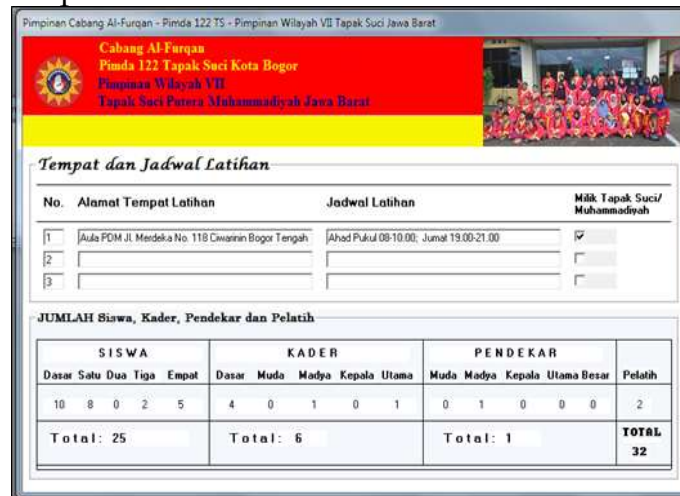 Pimpinan Cabang Al-Furqan - Pimda 122 TS - Pimpinan Wilayah VII Tapak Suci Jawa Barat
Cabang Al-Furqan
Pimda 122 Tapak Suci Kota Bogor
Pimpinan Wilayah VII
Tapak Suci Putera Muhammadiyah Jawa Barat
Tempat dan Jadwal Latihan
No. Alamat Tempat Latihan Jadwal Latihan Milik Tapak Suci/
Muhammadiyah
1 Aula PDM Jl. Merdeka No. 118 Ciwaringin Bogor Tengah Ahad Pukul 08-10.00; Jumat 19.00-21.00
2
3
JUMLAH Siswa, Kader, Pendekar dan Pelatih
SISWA KADER PENDEKAR
Dasar Satu Dua Tiga Empat Dasar Muda Madya Kepala Utama Muda Madya Kepala Utama Besar Pelatih
10 8 0 2 5 4 0 1 0 1 0 1 0 0 0 2
Total: 25 Total: 6 Total: 1 TOTAL
32